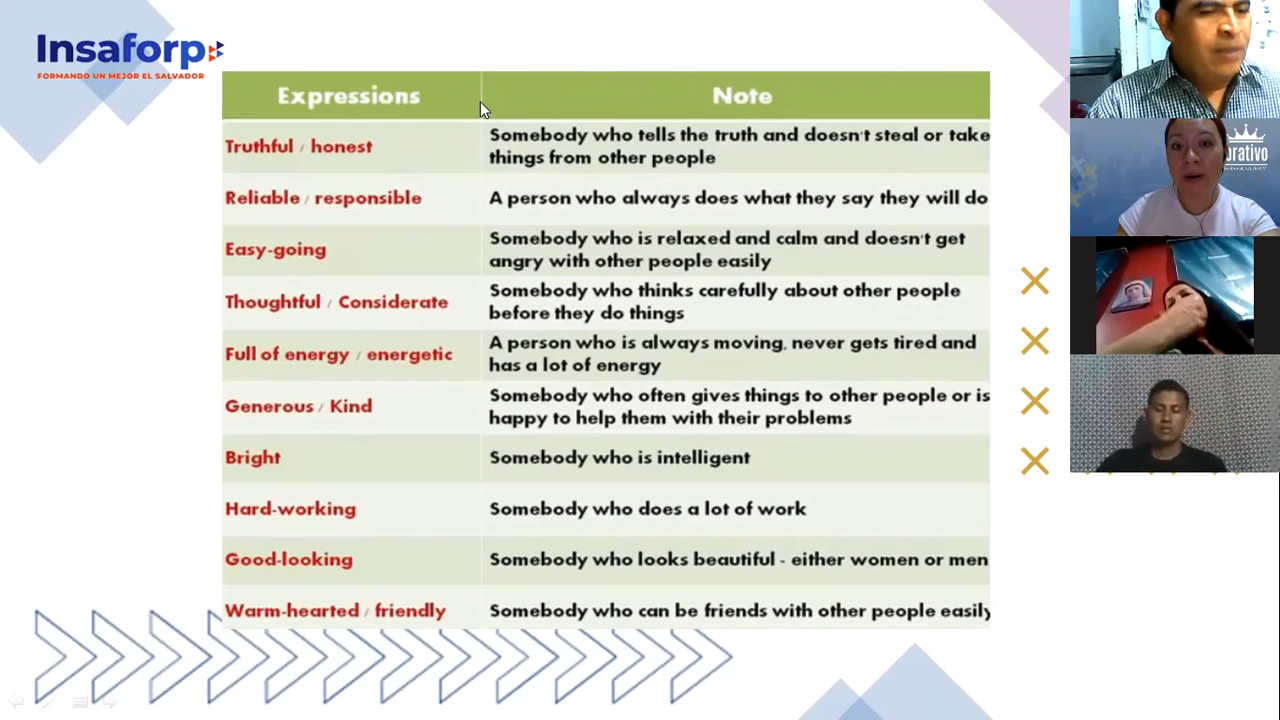 Insaforp
FORMANDO UN MEJOR EL SALVADOR
Expressions
Note
Truthful / honest
Somebody who tells the truth and doesn't steal or take
things from other people
Reliable / responsible
A person who always does what they say they will do
Easy-going
Somebody who is relaxed and calm and doesn't get
angry with other people easily
Thoughtful / Considerate
Somebody who thinks carefully about other people
before they do things
Full of energy / energetic
A person who is always moving, never gets tired and
has a lot of energy
Generous / Kind
Somebody who often gives things to other people or is
happy to help them with their problems
Bright
Somebody who is intelligent
Hard-working
Somebody who does a lot of work
Good-looking
Somebody who looks beautiful - either women or men
Warm-hearted / friendly
Somebody who can be friends with other people easily
orativo